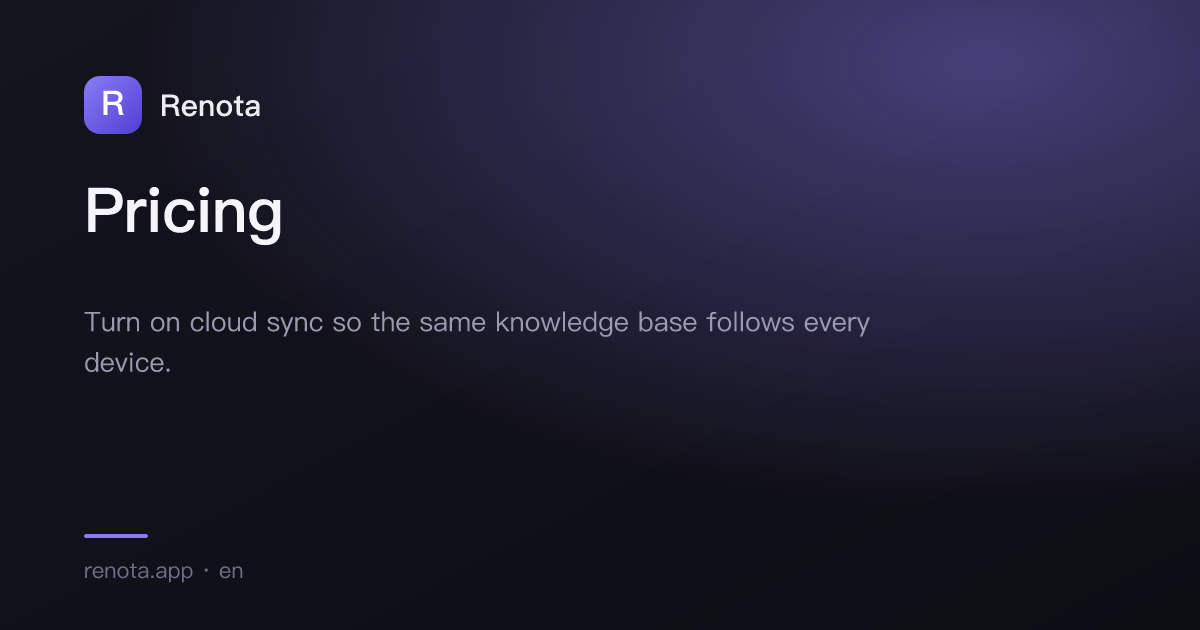 R
Renota
Pricing
Turn on cloud sync so the same knowledge base follows every
device.
renota.app · en